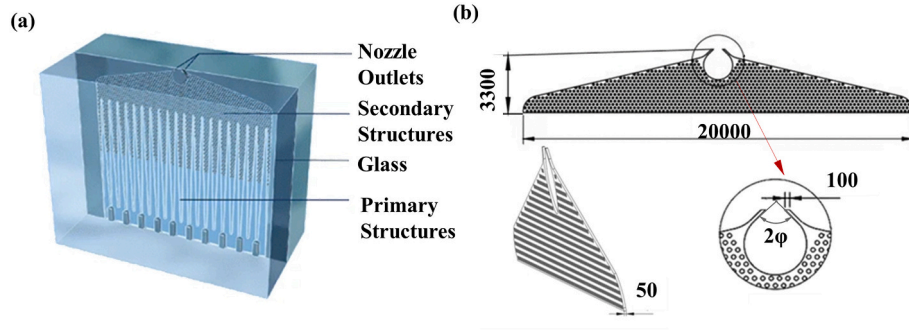 (a)
Nozzle
Outlets
Secondary
Structures
Glass
Primary
Structures
(b)
3300
20000
100
2φ
50